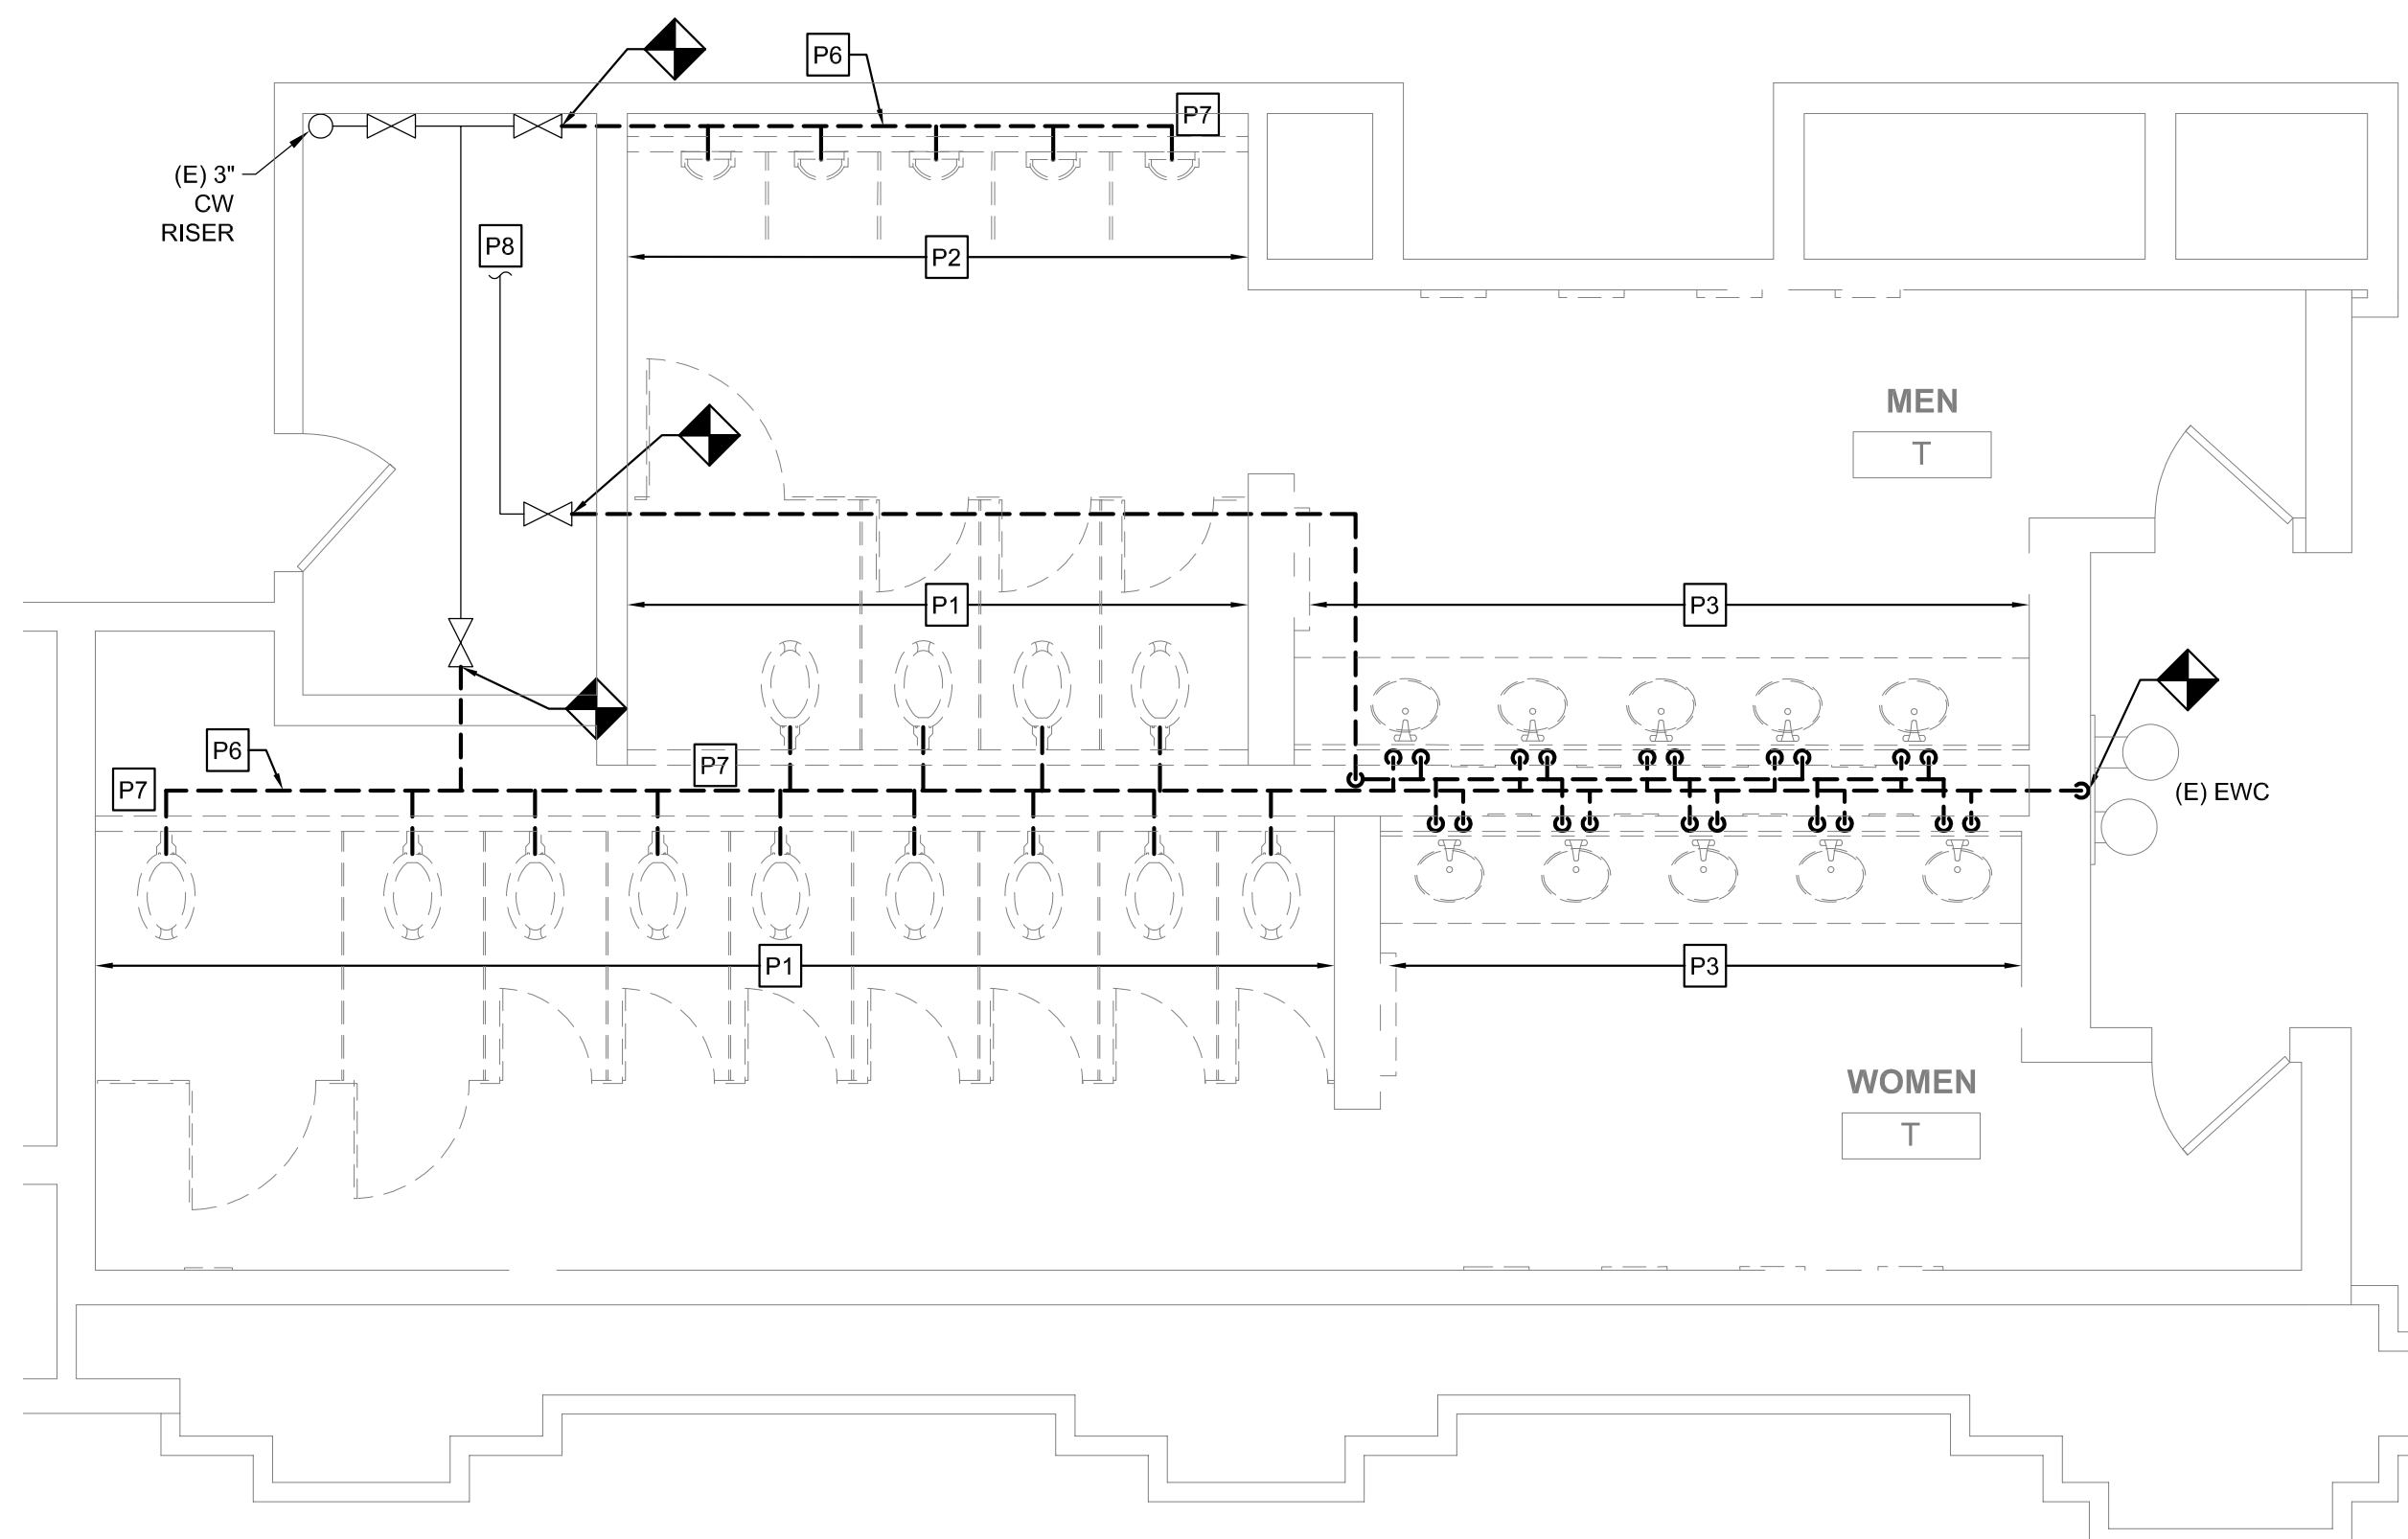 P6
P7
(E) 3"
CW
RISER
P8
P2
MEN
T
P1
P3
P6
P7
P7
(E) EWC
P1
P3
WOMEN
T